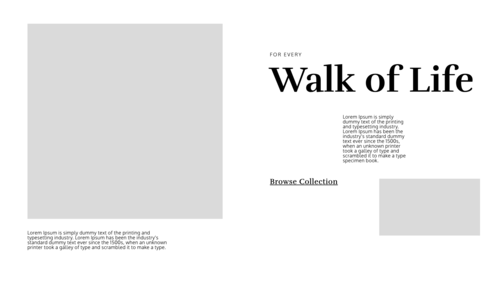 FOR EVERY
Walk of Life
Lorem Ipsum is simply
dummy text of the printing
and typesetting industry.
Lorem Ipsum has been the
industry's standard dummy
text ever since the 1500s,
when an unknown printer
took a galley of type and
scrambled it to make a type
specimen book.
Browse Collection
Lorem Ipsum is simply dummy text of the printing and
typesetting industry. Lorem Ipsum has been the industry's
standard dummy text ever since the 1500s, when an unknown
printer took a galley of type and scrambled it to make a type.